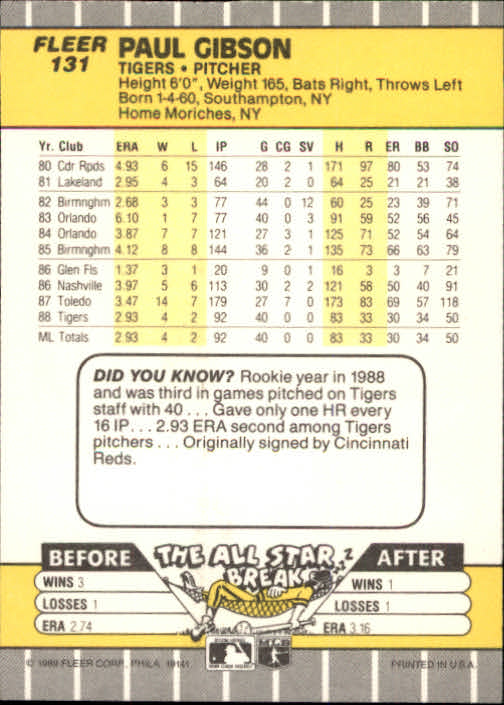 FLEER
131
PAUL GIBSON
TIGERS • PITCHER
Height 6'0", Weight 165, Bats Right, Throws Left
Born 1-4-60, Southampton, NY
Home Moriches, NY
Yr. Club ERA W L IP G CG SV H R ER BB SO
80 Cdr Rpds 4.93 6 15 146 28 2 1 171 97 80 53 74
81 Lakeland 2.95 4 3 64 20 2 0 64 25 21 21 38
82 Birmnghm 2.68 3 3 77 44 0 12 60 25 23 39 71
83 Orlando 6.10 1 7 77 40 0 3 91 59 52 56 45
84 Orlando 3.87 7 7 121 27 3 1 125 71 52 54 64
85 Birmnghm 4.12 8 8 144 36 2 1 135 73 66 63 79
86 Glen Fls 1.37 3 1 20 9 0 1 16 3 3 7 21
86 Nashville 3.97 5 6 113 30 2 2 121 58 50 40 91
87 Toledo 3.47 14 7 179 27 7 0 173 83 69 57 118
88 Tigers 2.93 4 2 92 40 0 0 83 33 30 34 50
ML Totals 2.93 4 2 92 40 0 0 83 33 30 34 50
DID YOU KNOW? Rookie year in 1988
and was third in games pitched on Tigers
staff with 40 . . . Gave only one HR every
16 IP. . . 2.93 ERA second among Tigers
pitchers . . . Originally signed by Cincinnati
Reds.
BEFORE THE ALL STAR BREAK AFTER
WINS 3 WINS 1
LOSSES 1 LOSSES 1
ERA 2.74 ERA 3.16
© 1989 FLEER CORP., PHILA. 19141 PRINTED IN U.S.A.